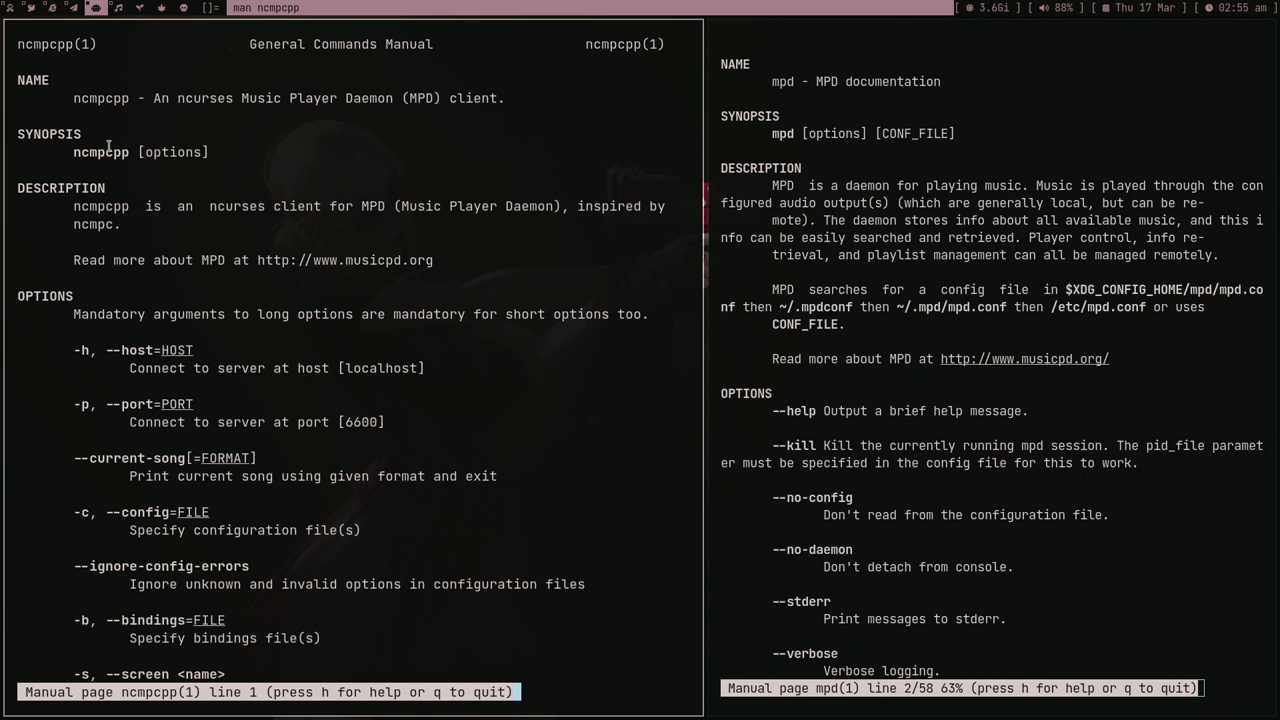 []= man ncmpcpp [ 3.6Gi ] [ 88% ] [ Thu 17 Mar ] [ 02:55 am ]
ncmpcpp(1) General Commands Manual ncmpcpp(1)
NAME
ncmpcpp - An ncurses Music Player Daemon (MPD) client.
SYNOPSIS
ncmpcpp [options]
DESCRIPTION
ncmpcpp is an ncurses client for MPD (Music Player Daemon), inspired by
ncmpc.
Read more about MPD at http://www.musicpd.org
OPTIONS
Mandatory arguments to long options are mandatory for short options too.
-h, --host=HOST
Connect to server at host [localhost]
-p, --port=PORT
Connect to server at port [6600]
--current-song[=FORMAT]
Print current song using given format and exit
-c, --config=FILE
Specify configuration file(s)
--ignore-config-errors
Ignore unknown and invalid options in configuration files
-b, --bindings=FILE
Specify bindings file(s)
-s, --screen <name>
Manual page ncmpcpp(1) line 1 (press h for help or q to quit)
NAME
mpd - MPD documentation
SYNOPSIS
mpd [options] [CONF_FILE]
DESCRIPTION
MPD is a daemon for playing music. Music is played through the con
figured audio output(s) (which are generally local, but can be re-
mote). The daemon stores info about all available music, and this i
nfo can be easily searched and retrieved. Player control, info re-
trieval, and playlist management can all be managed remotely.
MPD searches for a config file in $XDG_CONFIG_HOME/mpd/mpd.co
nf then ~/.mpdconf then ~/.mpd/mpd.conf then /etc/mpd.conf or uses
CONF_FILE.
Read more about MPD at http://www.musicpd.org/
OPTIONS
--help Output a brief help message.
--kill Kill the currently running mpd session. The pid_file paramet
er must be specified in the config file for this to work.
--no-config
Don't read from the configuration file.
--no-daemon
Don't detach from console.
--stderr
Print messages to stderr.
--verbose
Verbose logging.
Manual page mpd(1) line 2/58 63% (press h for help or q to quit)